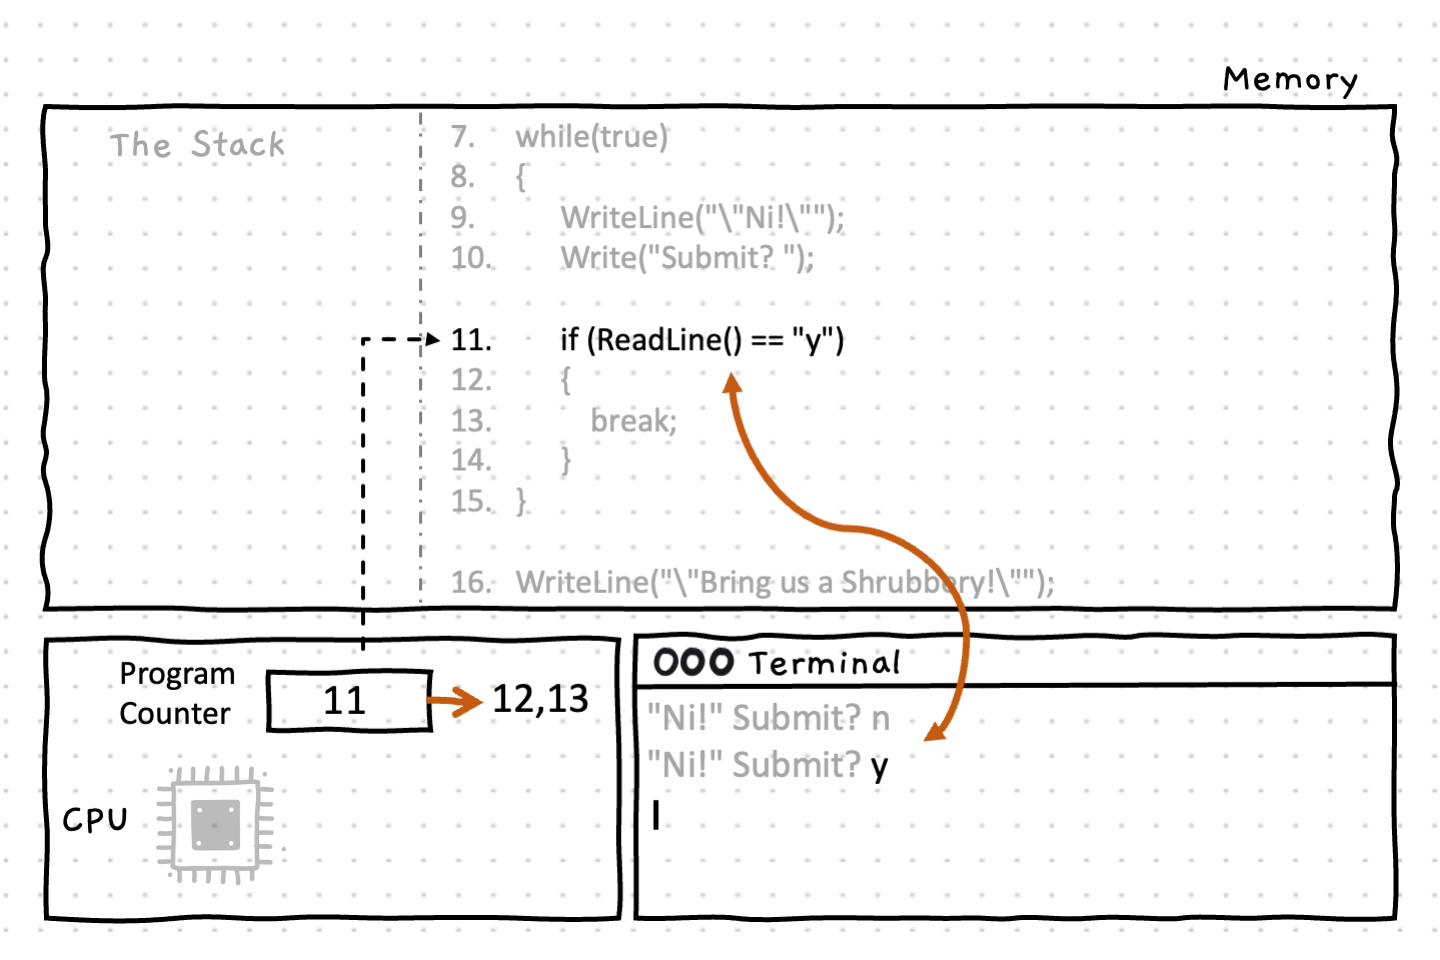 Memory
The Stack
7. while(true)
8. {
9. WriteLine("\"Ni!\"");
10. Write("Submit? ");
11. if (ReadLine() == "y")
12. {
13. break;
14. }
15. }
16. WriteLine("\"Bring us a Shrubbery!\"");
Program
Counter
11
12,13
CPU
Terminal
"Ni!" Submit? n
"Ni!" Submit? y